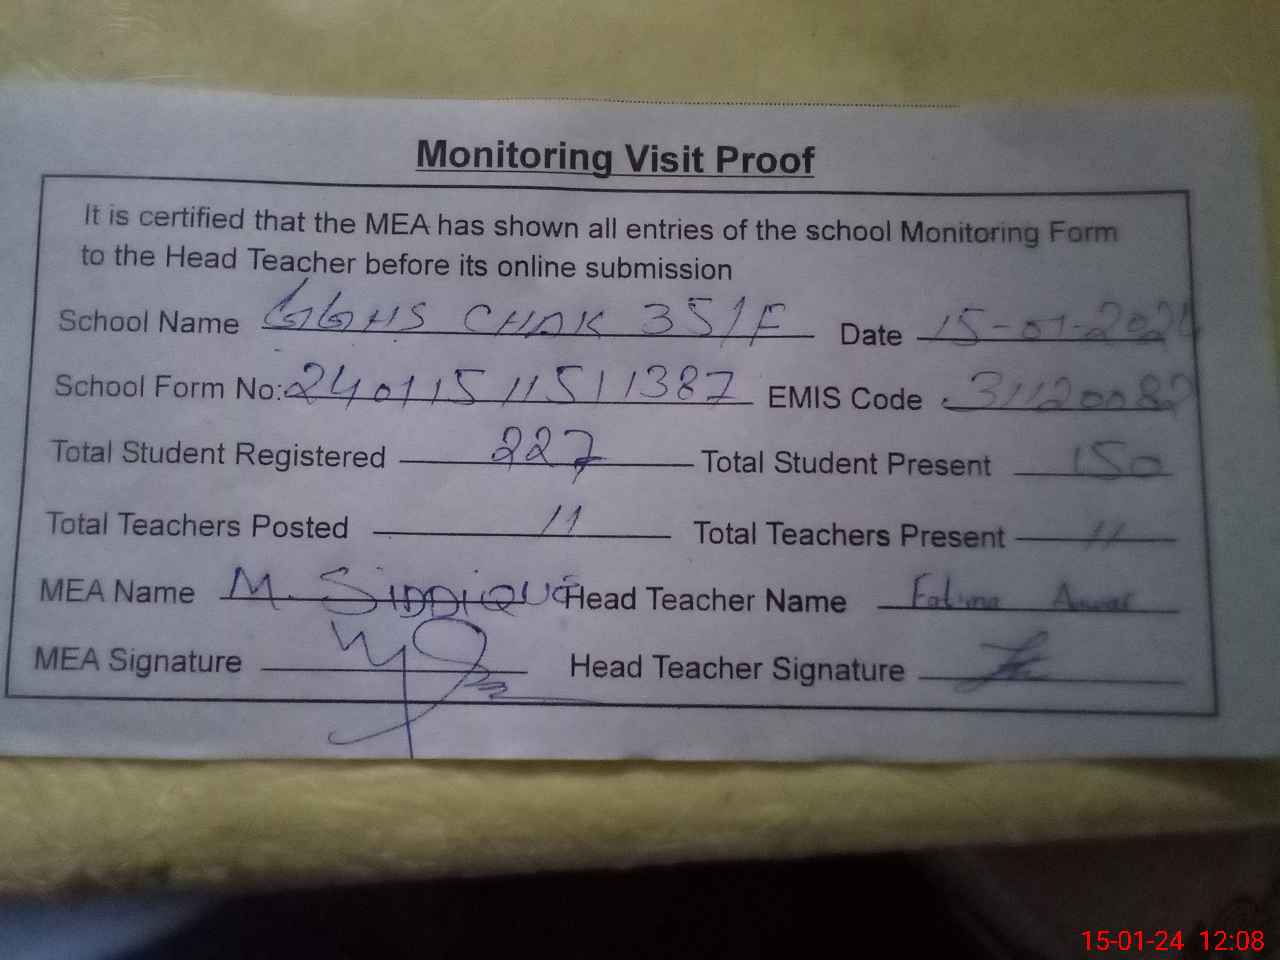 Monitoring Visit Proof
It is certified that the MEA has shown all entries of the school Monitoring Form
to the Head Teacher before its online submission
School Name GGHS CHAK 351F Date 15-01-2024
School Form No: 24011511511387 EMIS Code 31120082
Total Student Registered 227 Total Student Present 150
Total Teachers Posted 11 Total Teachers Present 11
MEA Name M. SIDDIQUE Head Teacher Name Fatima Anwar
MEA Signature Head Teacher Signature
15-01-24 12:08